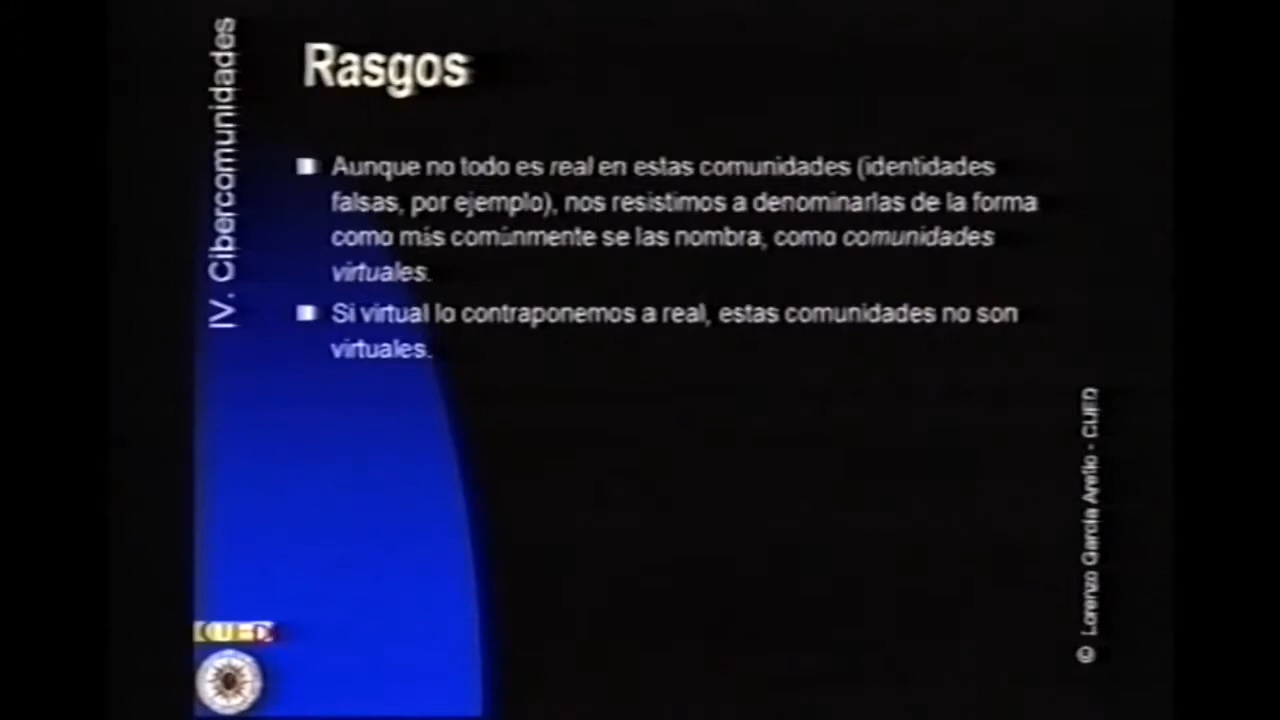 IV. Cibercomunidades
Rasgos
Aunque no todo es real en estas comunidades (identidades
falsas, por ejemplo), nos resistimos a denominarlas de la forma
como más comúnmente se las nombra, como comunidades
virtuales.
Si virtual lo contraponemos a real, estas comunidades no son
virtuales.
© Lorenzo García Aretio - CUED
CUED